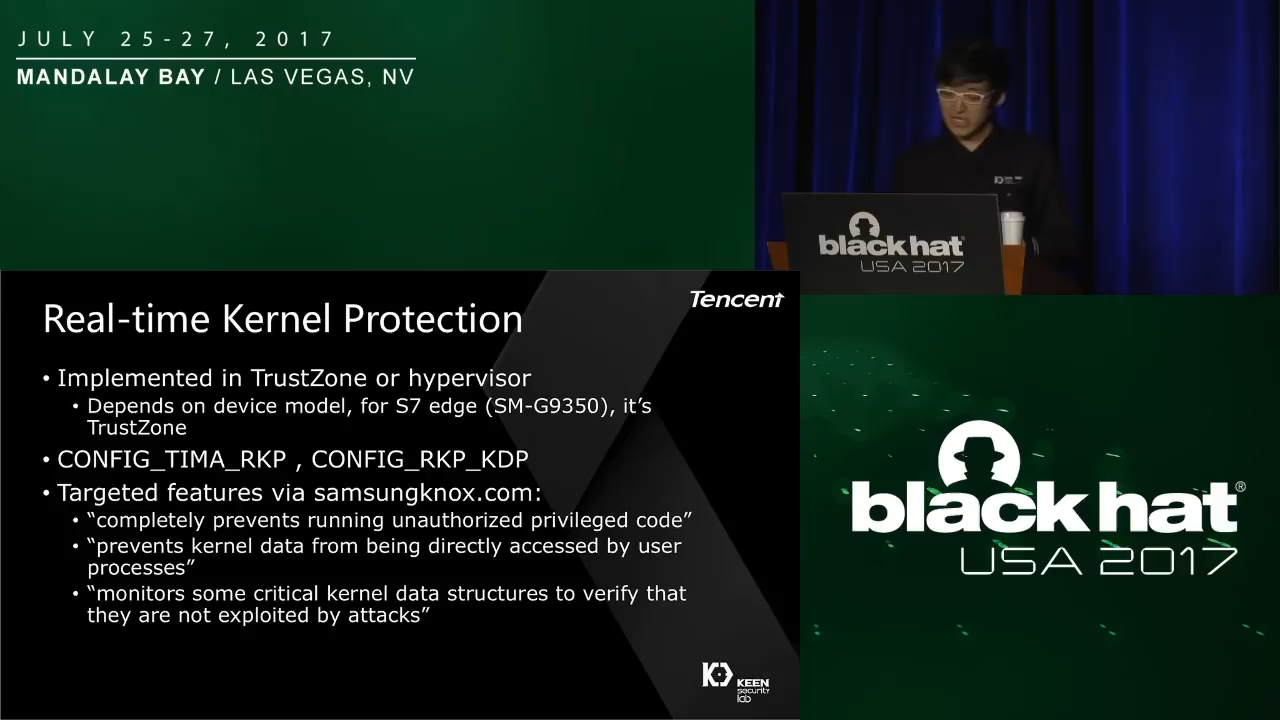 JULY 25-27, 2017
MANDALAY BAY / LAS VEGAS, NV
black hat
USA 2017
Tencent
Real-time Kernel Protection
• Implemented in TrustZone or hypervisor
• Depends on device model, for S7 edge (SM-G9350), it’s
TrustZone
• CONFIG_TIMA_RKP , CONFIG_RKP_KDP
• Targeted features via samsungknox.com:
• “completely prevents running unauthorized privileged code”
• “prevents kernel data from being directly accessed by user
processes”
• “monitors some critical kernel data structures to verify that
they are not exploited by attacks”
KEEN
security
lab
black hat®
USA 2017